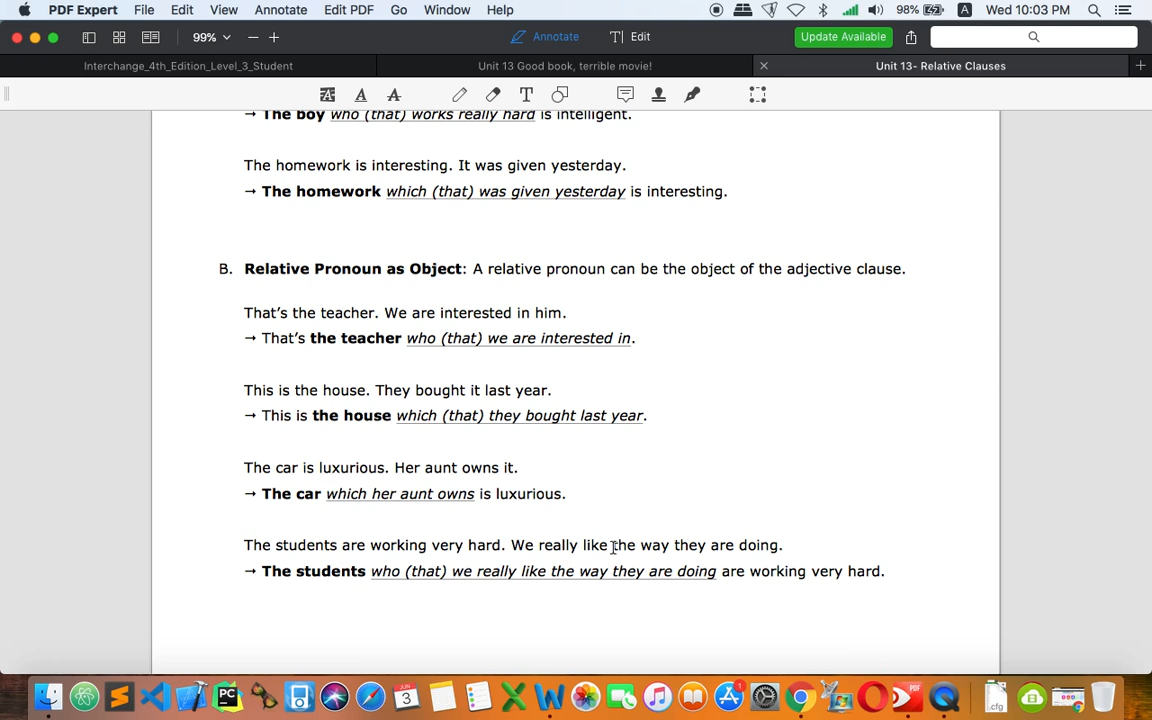 PDF Expert File Edit View Annotate Edit PDF Go Window Help 98% A Wed 10:03 PM
99% Annotate T Edit Update Available
Interchange_4th_Edition_Level_3_Student Unit 13 Good book, terrible movie! Unit 13- Relative Clauses
→ The boy who (that) works really hard is intelligent.
The homework is interesting. It was given yesterday.
→ The homework which (that) was given yesterday is interesting.
B. Relative Pronoun as Object: A relative pronoun can be the object of the adjective clause.
That's the teacher. We are interested in him.
→ That's the teacher who (that) we are interested in.
This is the house. They bought it last year.
→ This is the house which (that) they bought last year.
The car is luxurious. Her aunt owns it.
→ The car which her aunt owns is luxurious.
The students are working very hard. We really like the way they are doing.
→ The students who (that) we really like the way they are doing are working very hard.
PC JUN 3 1 PDF .cfg